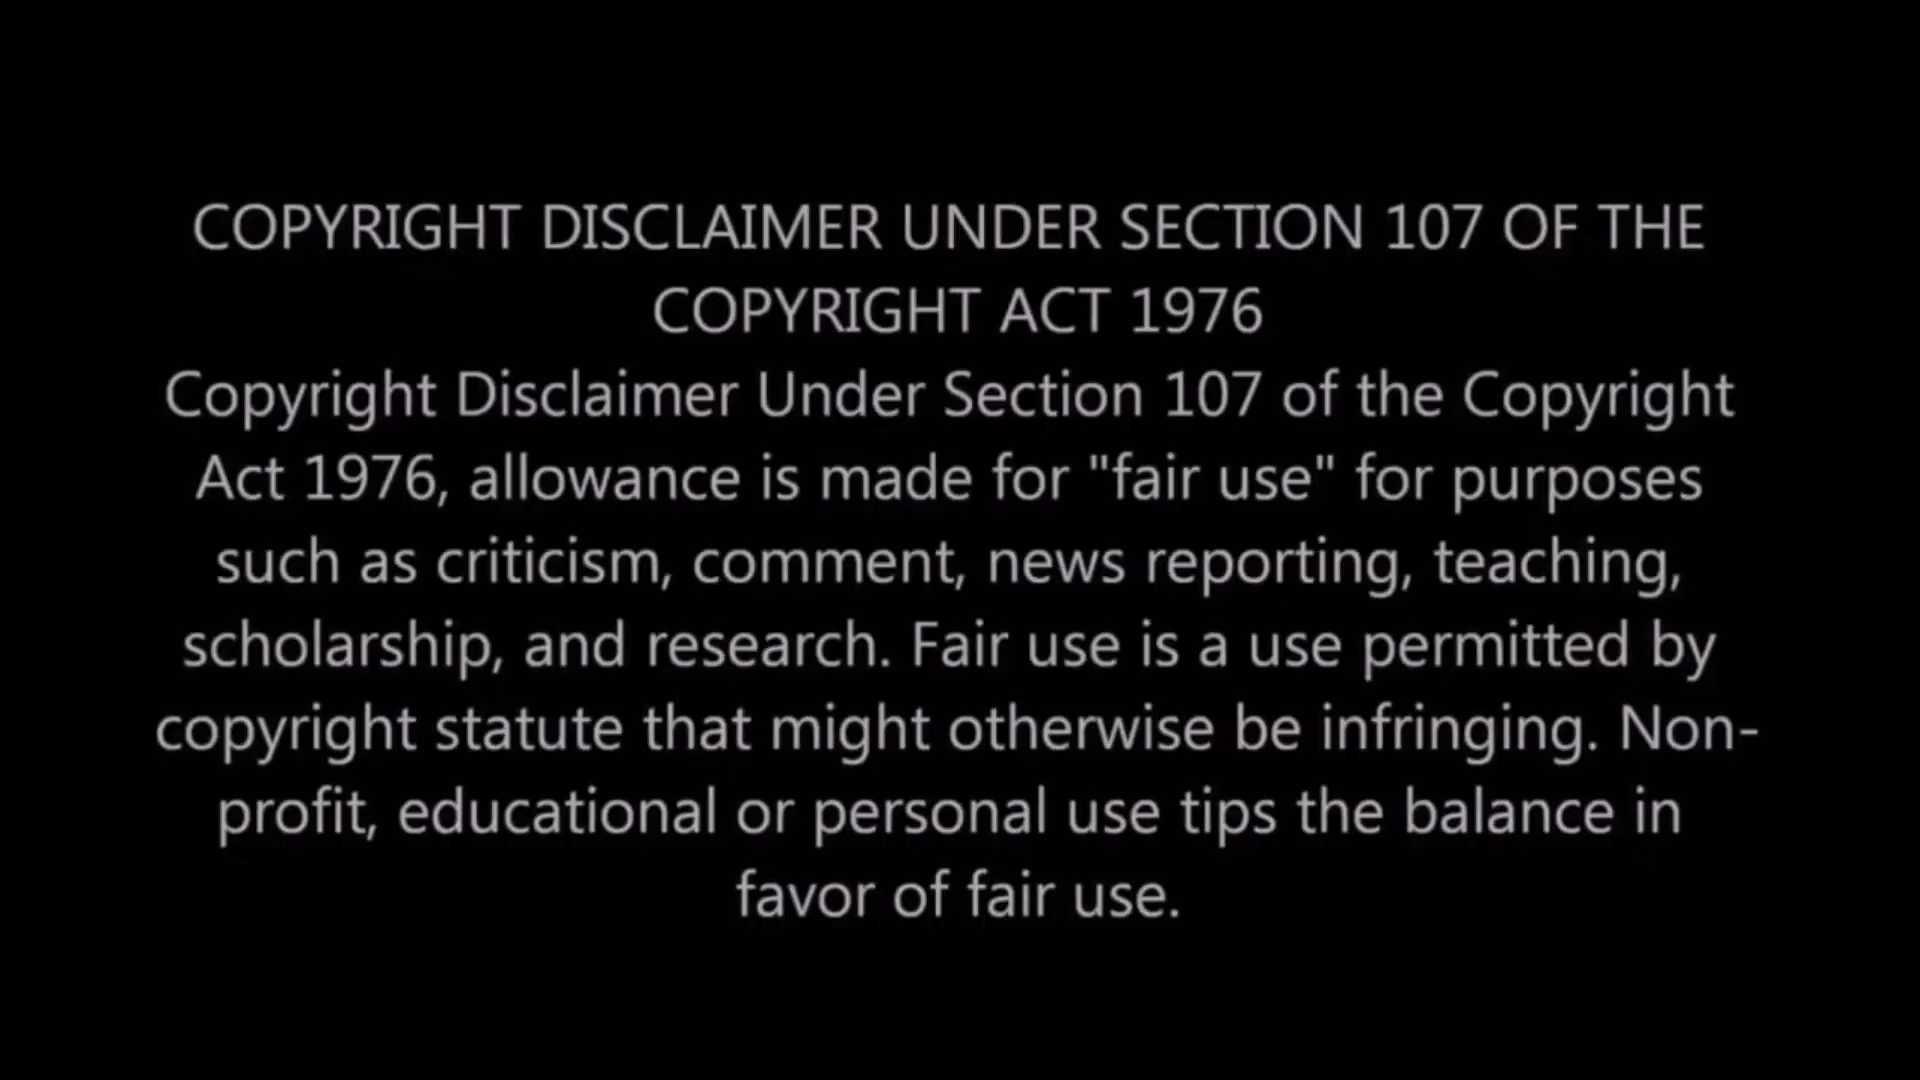 COPYRIGHT DISCLAIMER UNDER SECTION 107 OF THE
COPYRIGHT ACT 1976
Copyright Disclaimer Under Section 107 of the Copyright
Act 1976, allowance is made for "fair use" for purposes
such as criticism, comment, news reporting, teaching,
scholarship, and research. Fair use is a use permitted by
copyright statute that might otherwise be infringing. Non-
profit, educational or personal use tips the balance in
favor of fair use.